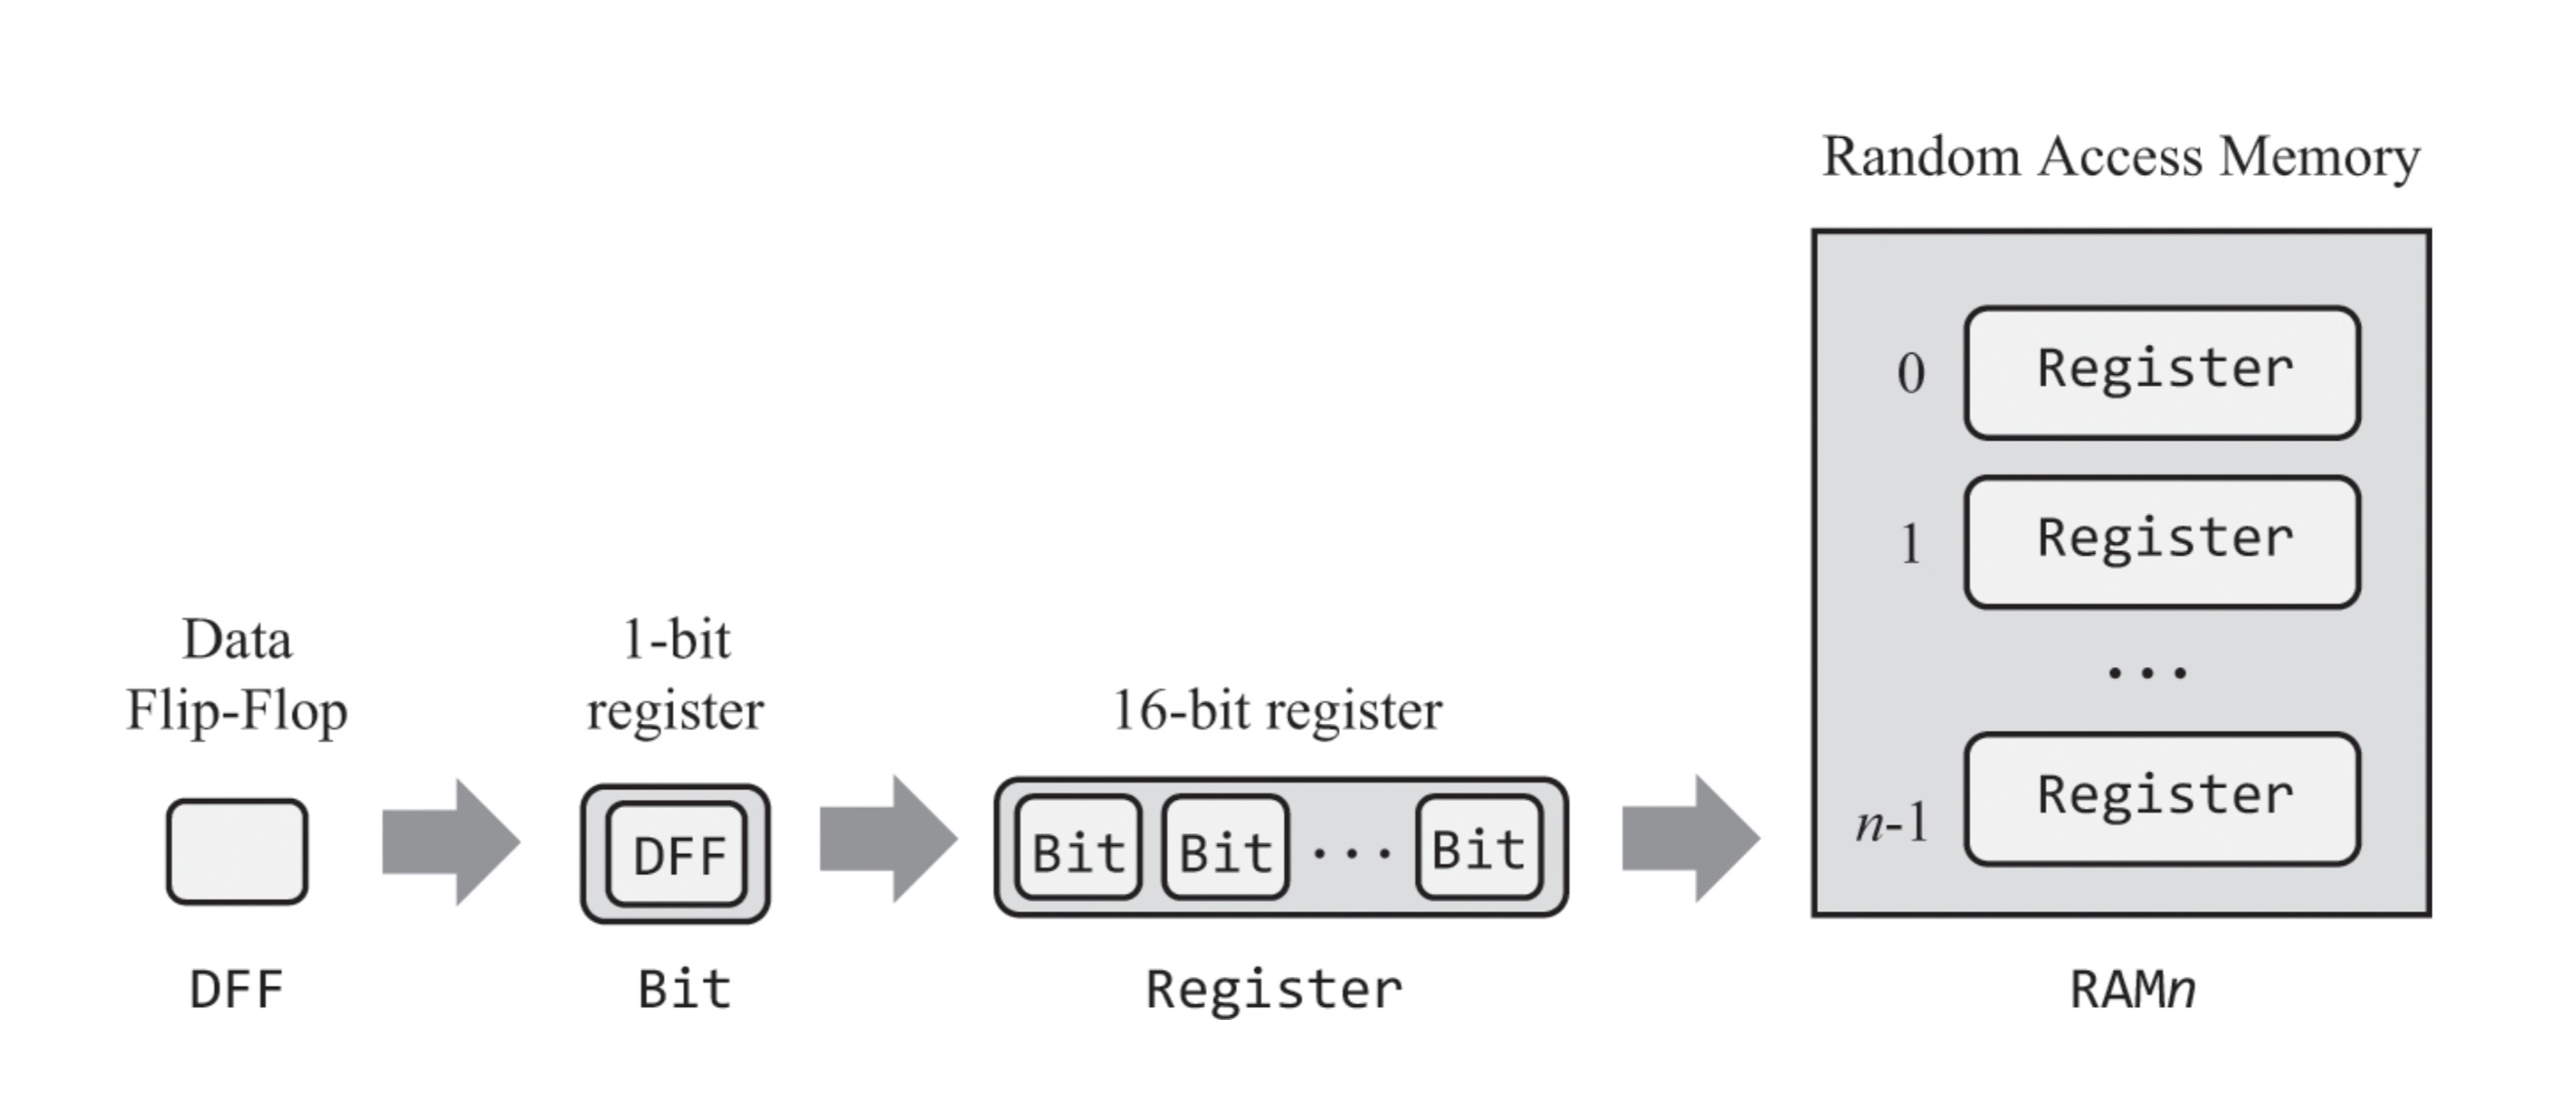 Data
Flip-Flop
DFF
1-bit
register
DFF
Bit
16-bit register
Bit Bit ... Bit
Register
Random Access Memory
0 Register
1 Register
...
n-1 Register
RAMn